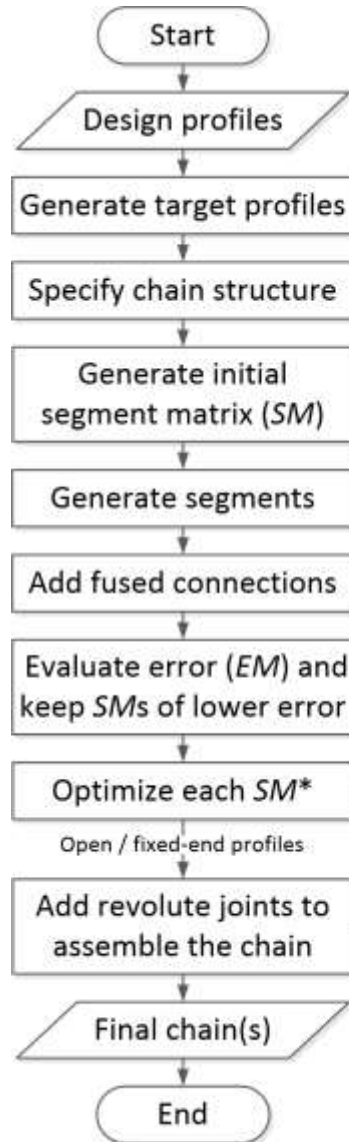 Start
Design profiles
Generate target profiles
Specify chain structure
Generate initial
segment matrix (SM)
Generate segments
Add fused connections
Evaluate error (EM) and
keep SMs of lower error
Optimize each SM*
Open / fixed-end profiles
Add revolute joints to
assemble the chain
Final chain(s)
End